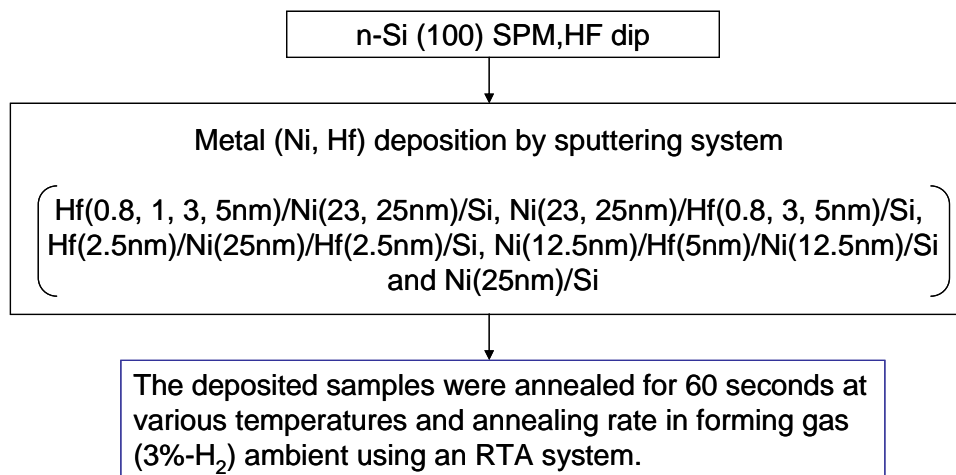 n-Si (100) SPM,HF dip
Metal (Ni, Hf) deposition by sputtering system
Hf(0.8, 1, 3, 5nm)/Ni(23, 25nm)/Si, Ni(23, 25nm)/Hf(0.8, 3, 5nm)/Si,
Hf(2.5nm)/Ni(25nm)/Hf(2.5nm)/Si, Ni(12.5nm)/Hf(5nm)/Ni(12.5nm)/Si
and Ni(25nm)/Si
The deposited samples were annealed for 60 seconds at
various temperatures and annealing rate in forming gas
(3%-H₂) ambient using an RTA system.